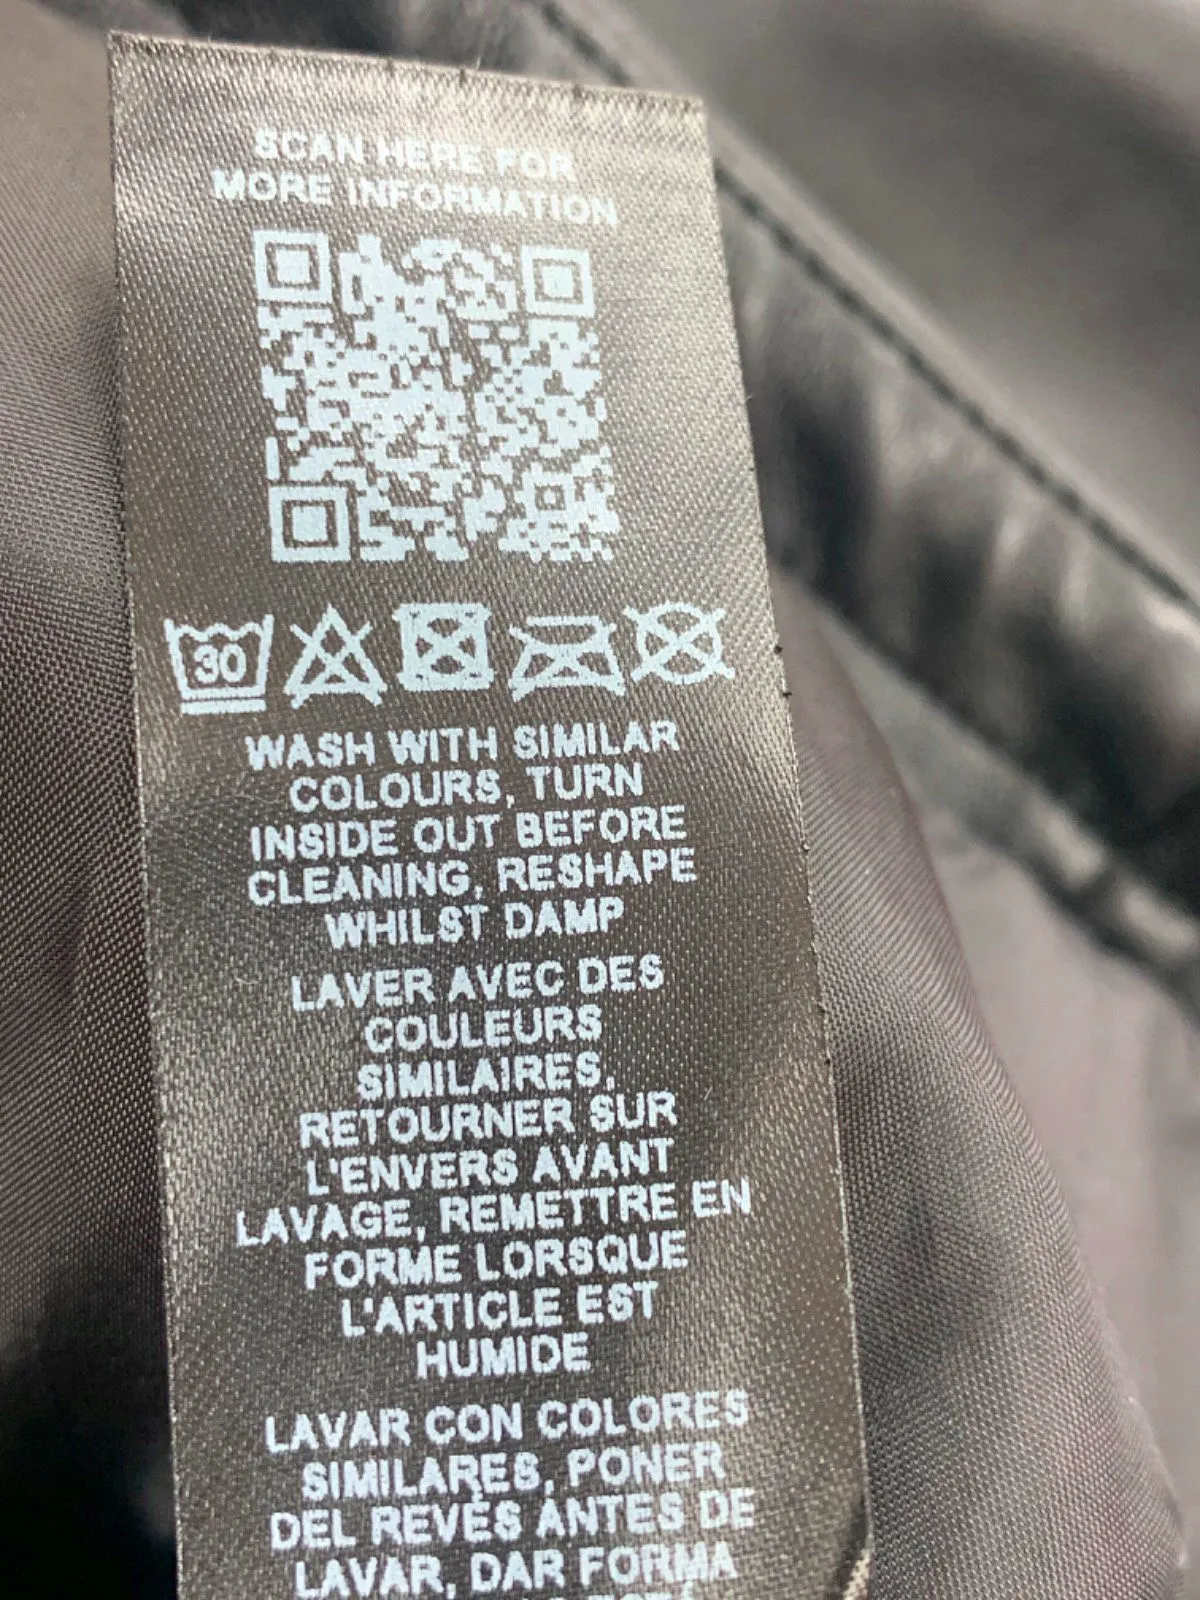 SCAN HERE FOR
MORE INFORMATION
30
WASH WITH SIMILAR
COLOURS, TURN
INSIDE OUT BEFORE
CLEANING, RESHAPE
WHILST DAMP
LAVER AVEC DES
COULEURS
SIMILAIRES,
RETOURNER SUR
L'ENVERS AVANT
LAVAGE, REMETTRE EN
FORME LORSQUE
L'ARTICLE EST
HUMIDE
LAVAR CON COLORES
SIMILARES, PONER
DEL REVÉS ANTES DE
LAVAR, DAR FORMA